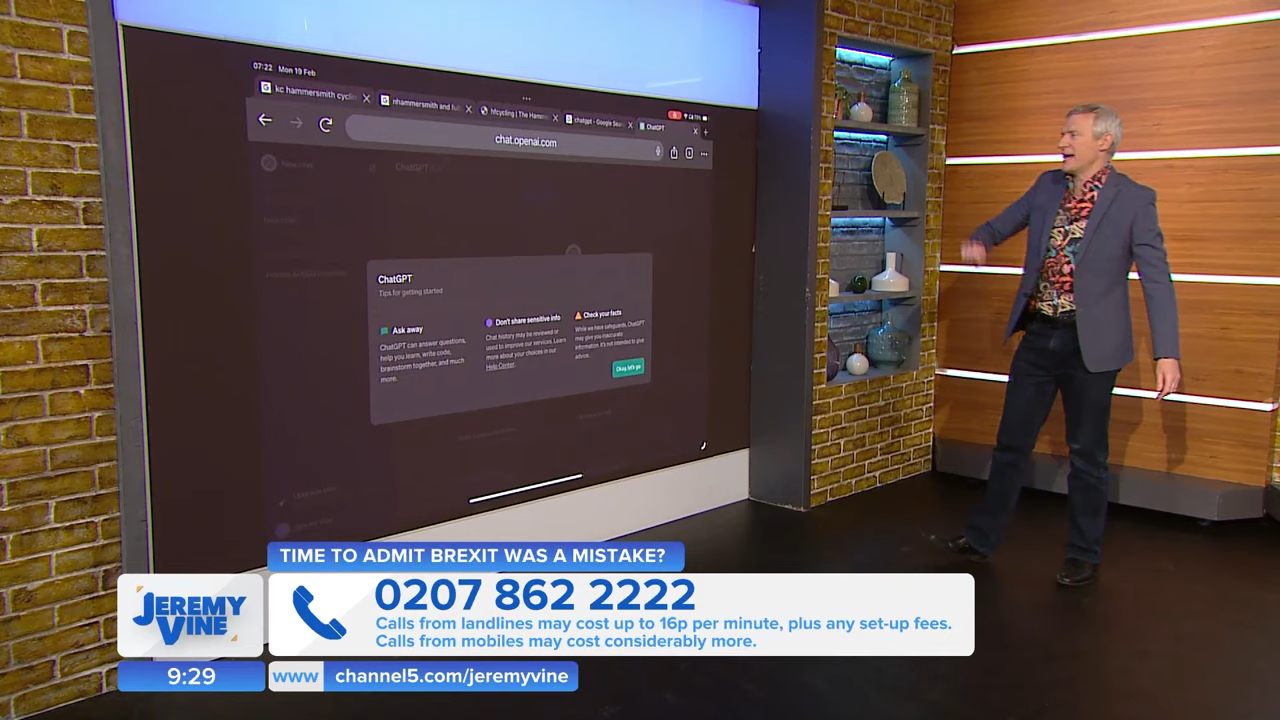 07:22 Mon 19 Feb
kc hammersmith cycli
nhammersmith and ful
hfcycling | The Hamm
chatgpt - Google Sea
ChatGPT
chat.openai.com
New chat
ChatGPT
ChatGPT
Tips for getting started
Ask away
ChatGPT can answer questions,
help you learn, write code,
brainstorm together, and much
more.
Don't share sensitive info
Chat history may be reviewed or
used to improve our services. Learn
more about your choices in our
Help Center.
Check your facts
While we have safeguards, ChatGPT
may give you inaccurate
information. It's not intended to give
advice.
Okay, let's go
TIME TO ADMIT BREXIT WAS A MISTAKE?
JEREMY
VINE
0207 862 2222
Calls from landlines may cost up to 16p per minute, plus any set-up fees.
Calls from mobiles may cost considerably more.
9:29
www channel5.com/jeremyvine